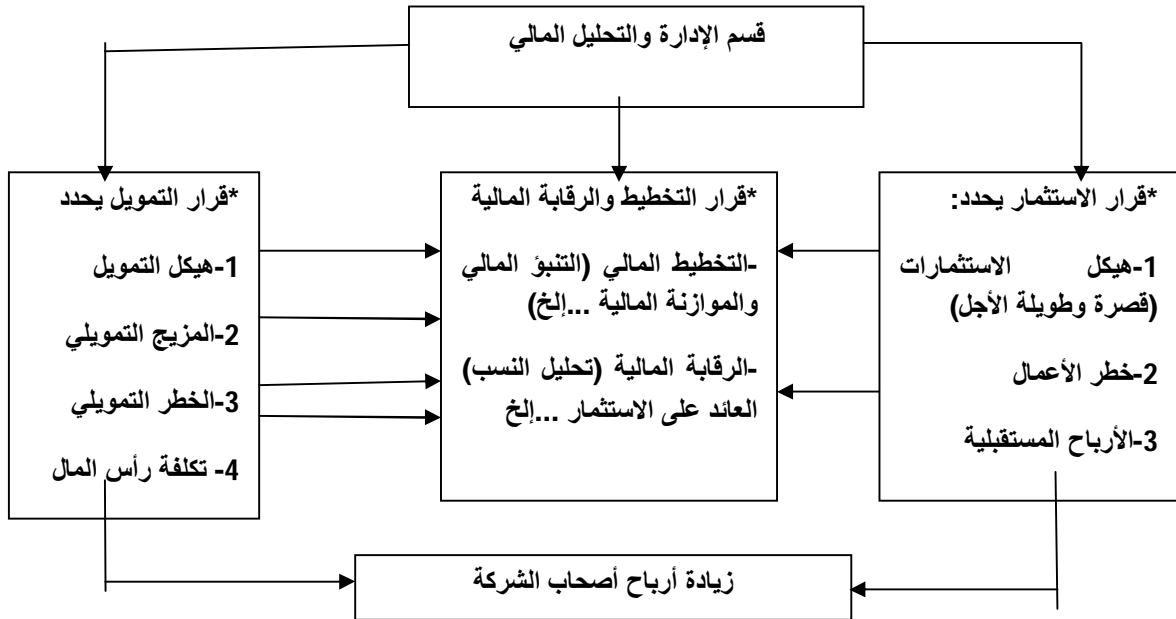 قسم الإدارة والتحليل المالي
*قرار الاستثمار يحدد:
1-هيكل الاستثمارات
(قصرة وطويلة الأجل)
2-خطر الأعمال
3-الأرباح المستقبلية
*قرار التخطيط والرقابة المالية
-التخطيط المالي (التنبؤ المالي
والموازنة المالية ...إلخ)
-الرقابة المالية (تحليل النسب)
العائد على الاستثمار ...إلخ
*قرار التمويل يحدد
1-هيكل التمويل
2-المزيج التمويلي
3-الخطر التمويلي
4- تكلفة رأس المال
زيادة أرباح أصحاب الشركة